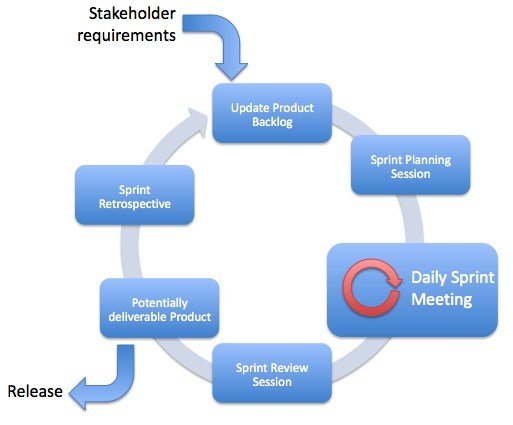 Stakeholder
requirements
Update Product
Backlog
Sprint Planning
Session
Daily Sprint
Meeting
Sprint Review
Session
Potentially
deliverable Product
Release
Sprint
Retrospective